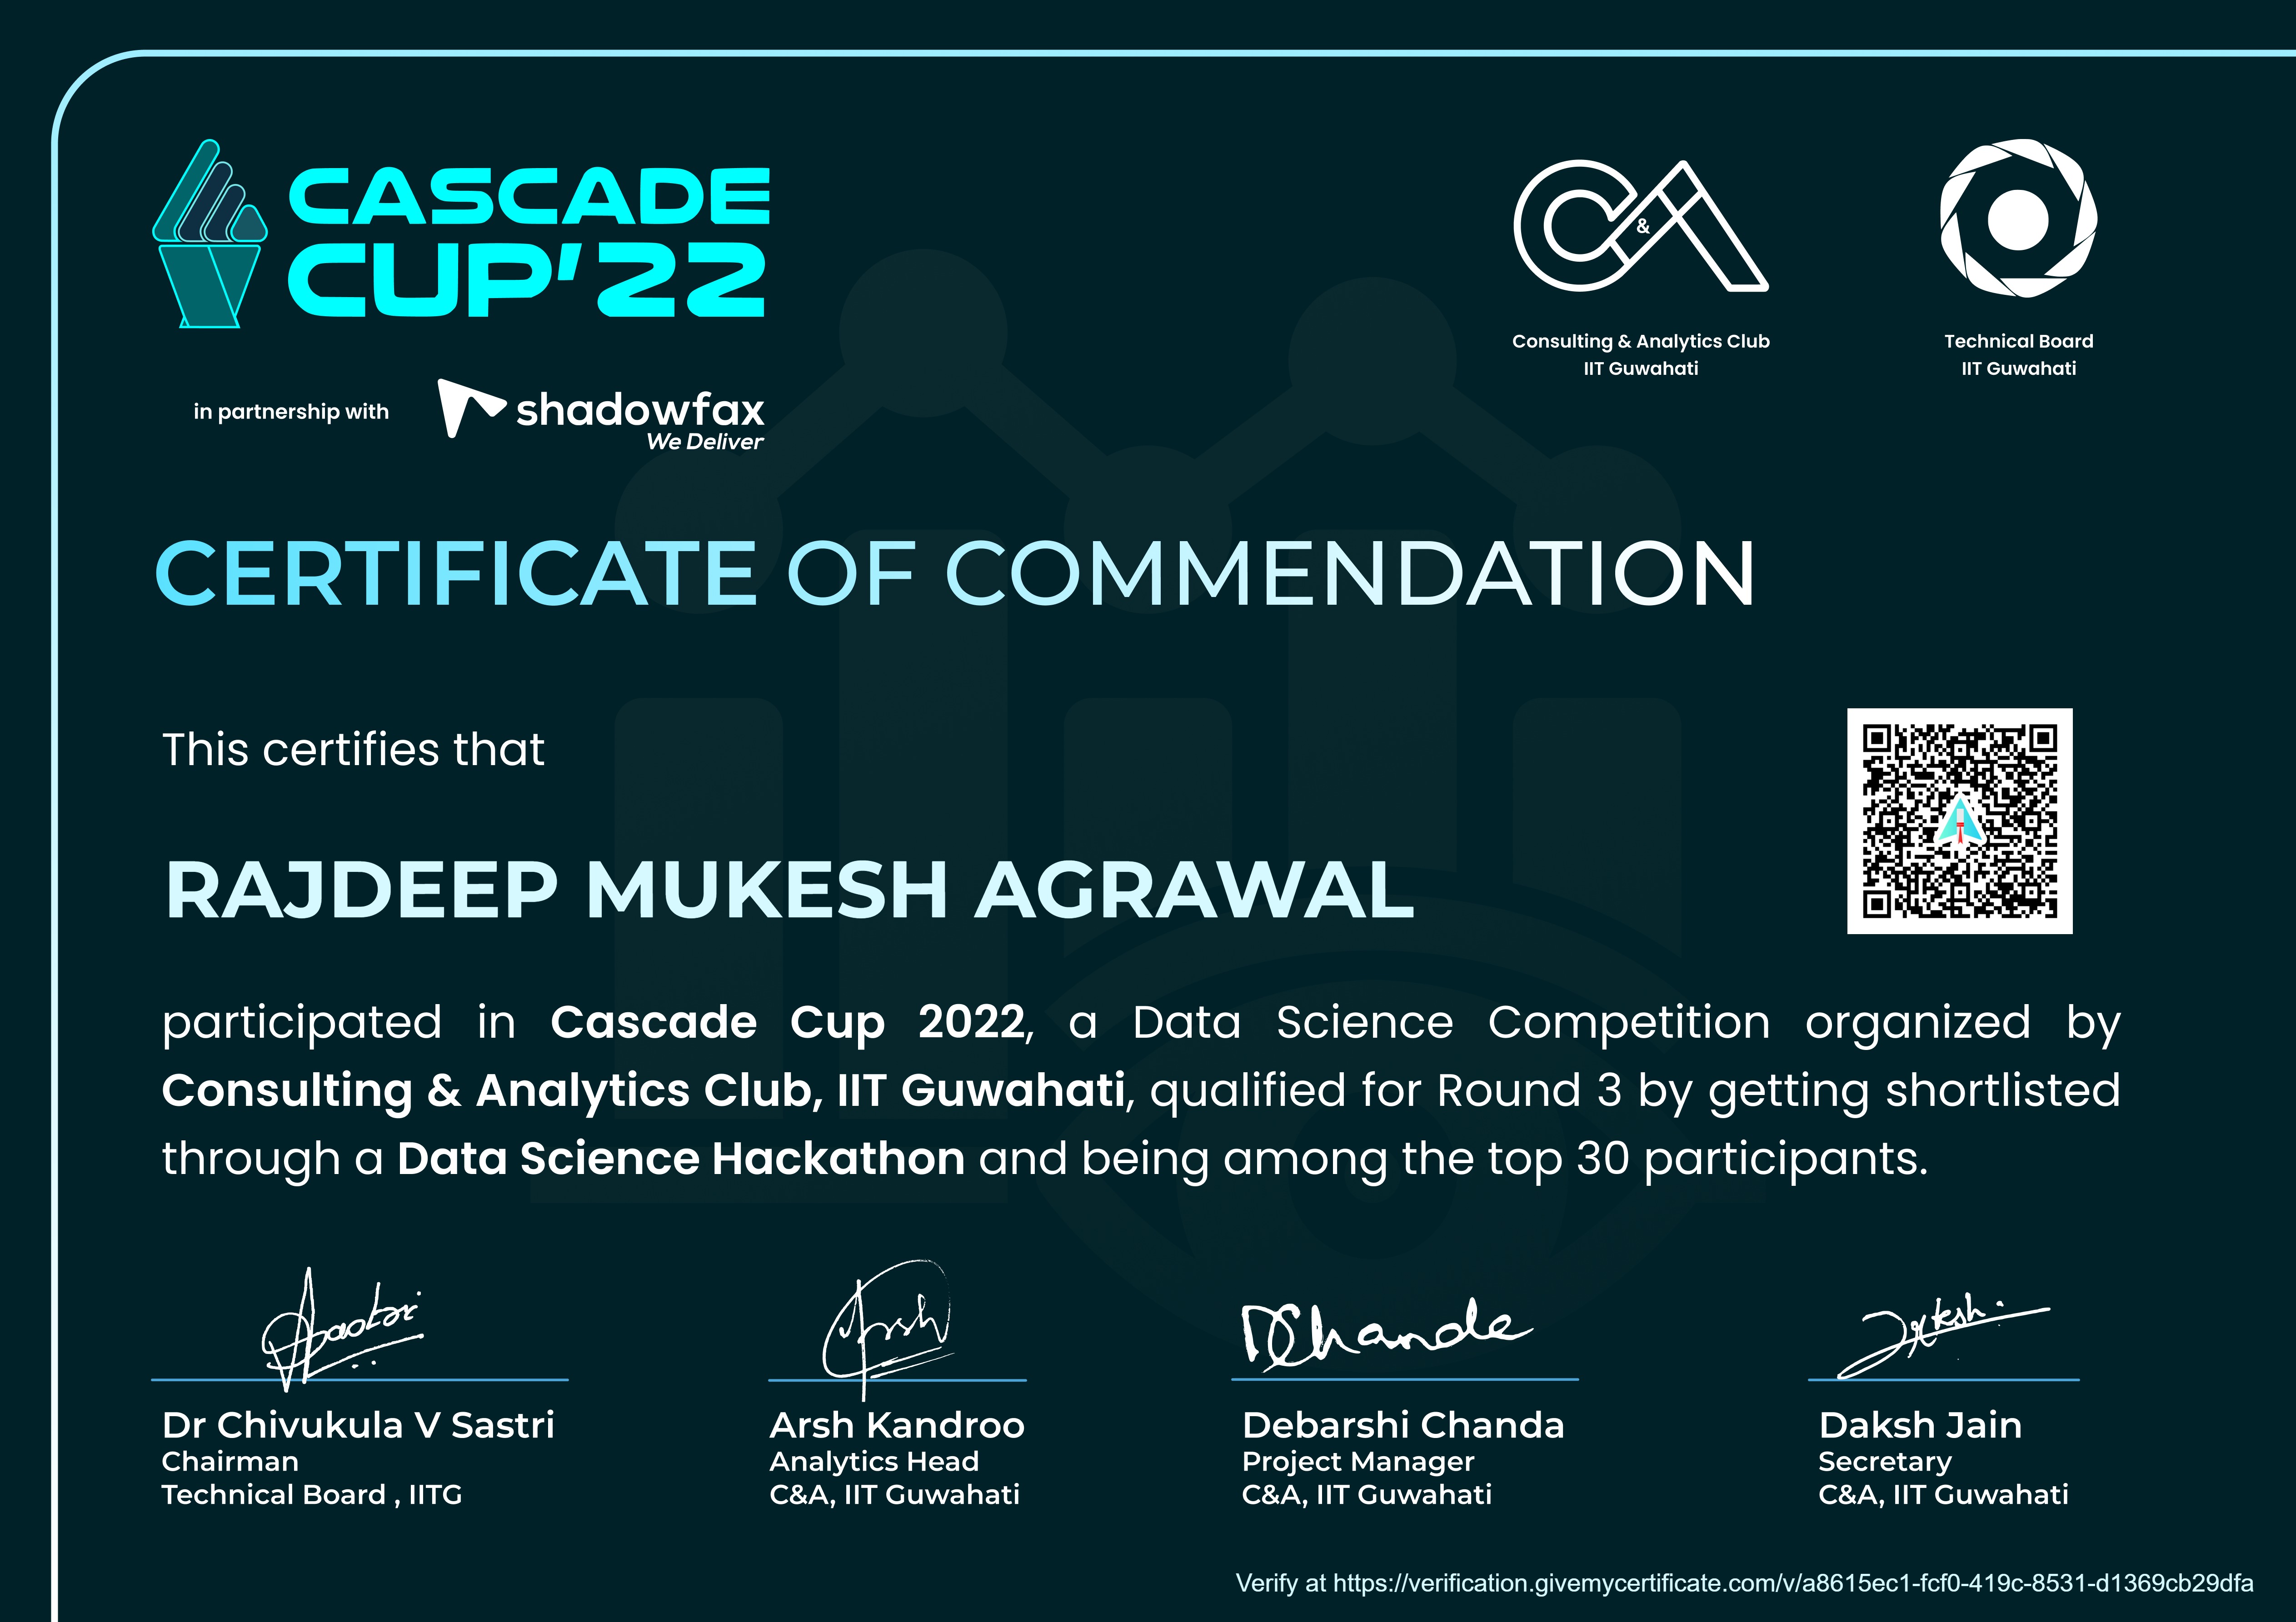 CASCADE
CUP'22
in partnership with
shadowfax
We Deliver
&
Consulting & Analytics Club
IIT Guwahati
Technical Board
IIT Guwahati
CERTIFICATE OF COMMENDATION
This certifies that
RAJDEEP MUKESH AGRAWAL
participated in Cascade Cup 2022, a Data Science Competition organized by
Consulting & Analytics Club, IIT Guwahati, qualified for Round 3 by getting shortlisted
through a Data Science Hackathon and being among the top 30 participants.
Sastri
Arsh
DChanda
Daksh
Dr Chivukula V Sastri
Chairman
Technical Board , IITG
Arsh Kandroo
Analytics Head
C&A, IIT Guwahati
Debarshi Chanda
Project Manager
C&A, IIT Guwahati
Daksh Jain
Secretary
C&A, IIT Guwahati
Verify at https://verification.givemycertificate.com/v/a8615ec1-fcf0-419c-8531-d1369cb29dfa